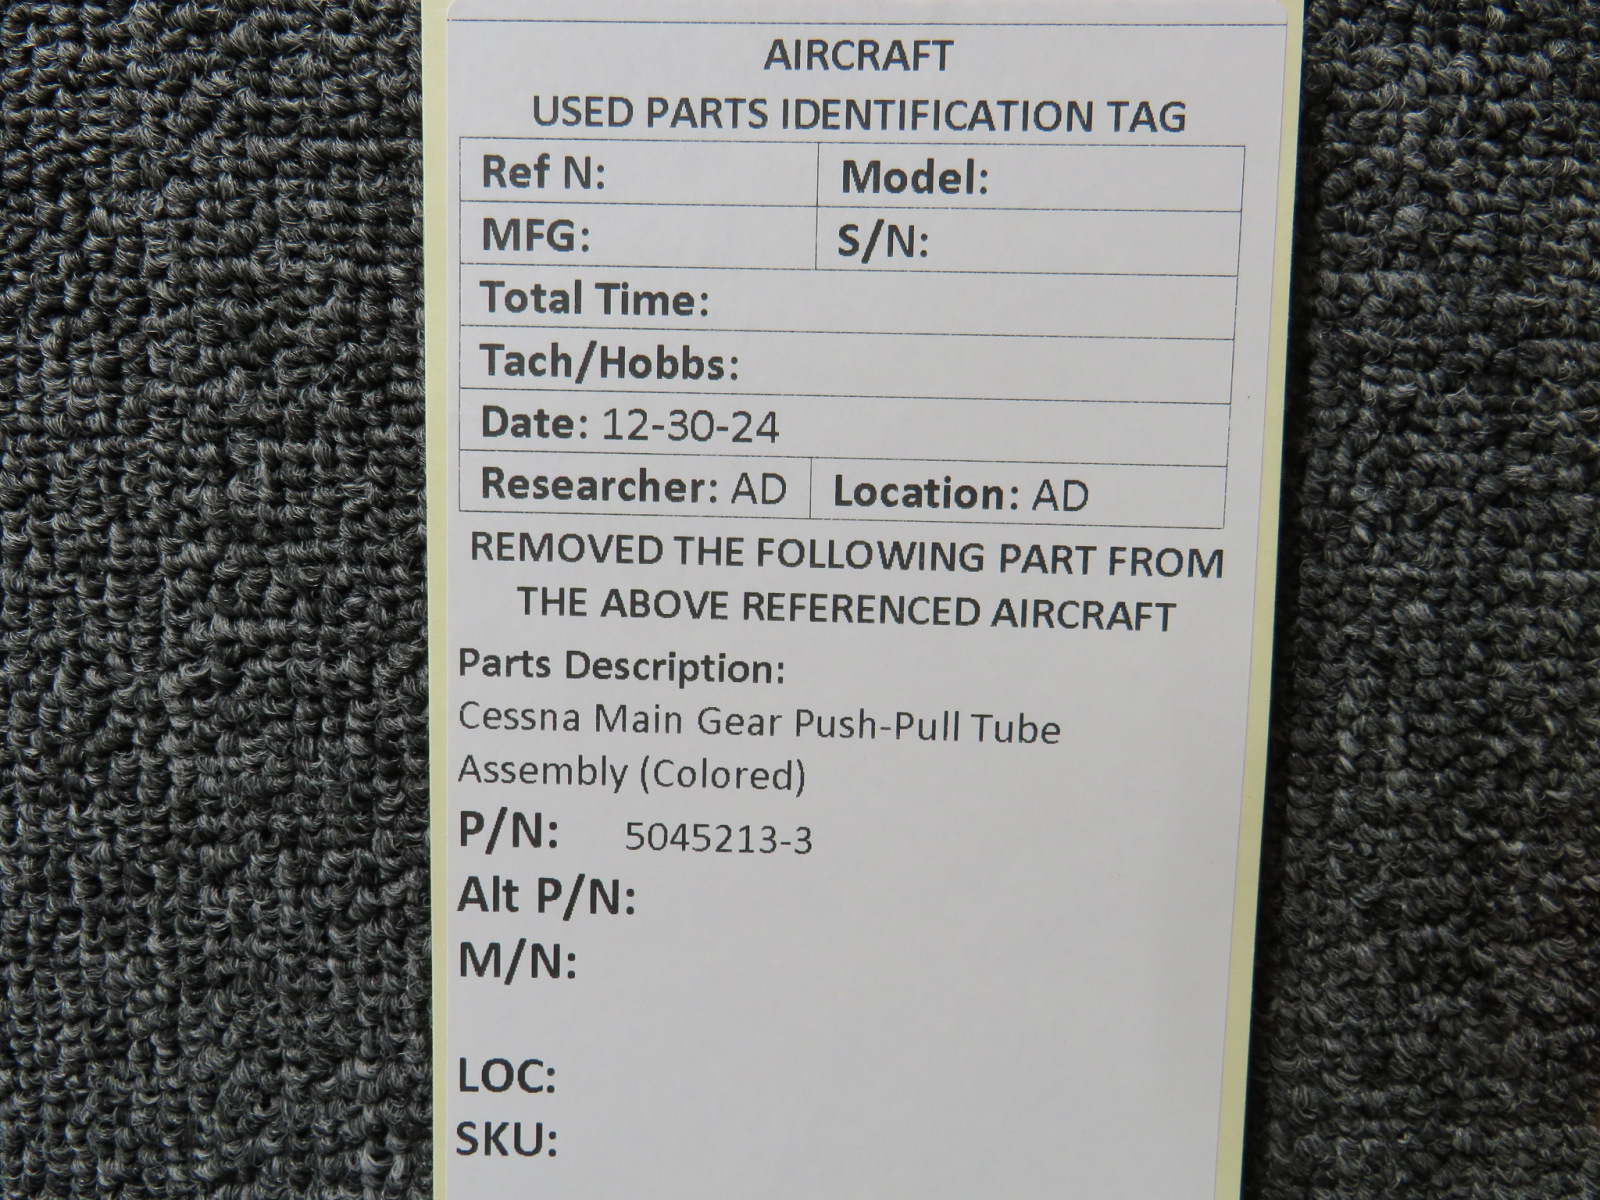 AIRCRAFT
USED PARTS IDENTIFICATION TAG
Ref N: Model:
MFG: S/N:
Total Time:
Tach/Hobbs:
Date: 12-30-24
Researcher: AD Location: AD
REMOVED THE FOLLOWING PART FROM
THE ABOVE REFERENCED AIRCRAFT
Parts Description:
Cessna Main Gear Push-Pull Tube
Assembly (Colored)
P/N: 5045213-3
Alt P/N:
M/N:
LOC:
SKU: